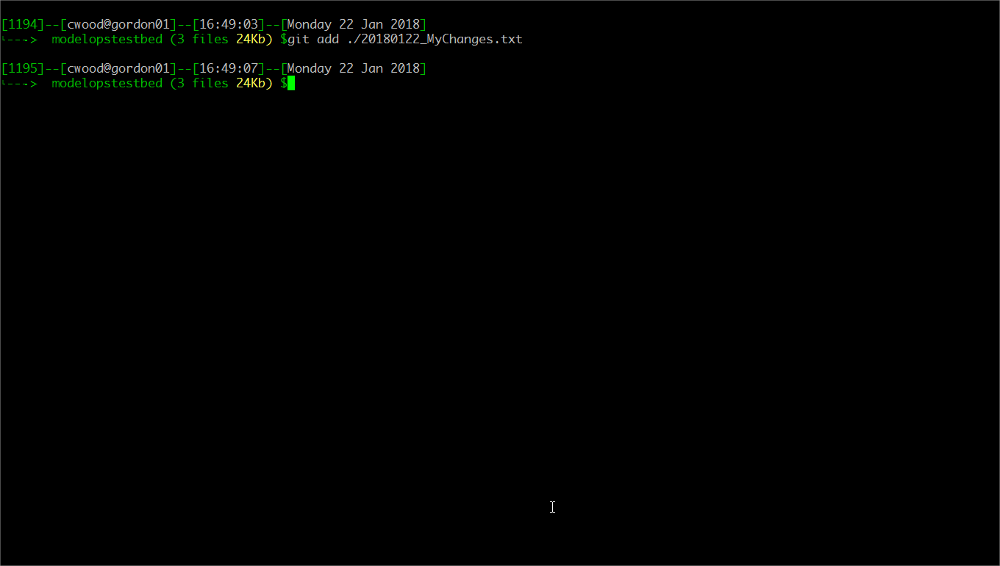 [1194]--[cwood@gordon01]--[16:49:03]--[Monday 22 Jan 2018]
---->  modelopstestbed (3 files 24Kb) $git add ./20180122_MyChanges.txt
[1195]--[cwood@gordon01]--[16:49:07]--[Monday 22 Jan 2018]
---->  modelopstestbed (3 files 24Kb) $